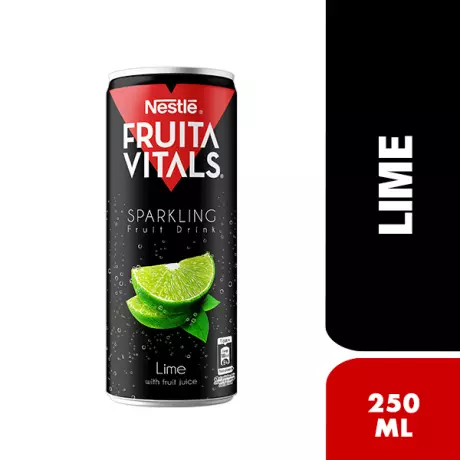 Nestlé
FRUITA
VITALS®
SPARKLING
Fruit Drink
Lime
with fruit juice
LIME
250
ML